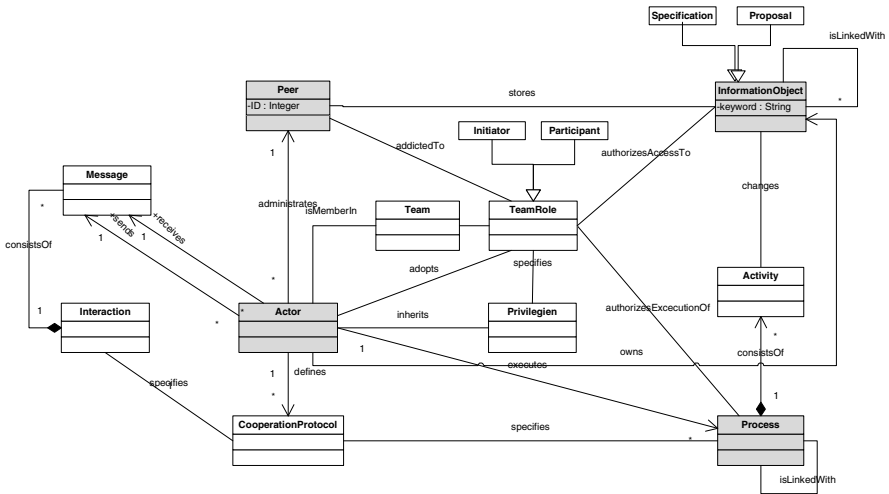 Specification
Proposal
isLinkedWith
Peer
-ID : Integer
stores
InformationObject
-keyword : String
*
Initiator
Participant
addictedTo
authorizesAccessTo
1
Message
changes
*
administrates
isMemberIn
Team
TeamRole
+sends
+receives
1
1
consistsOf
adopts
specifies
*
Activity
1
Interaction
*
*
Actor
inherits
Privilegien
authorizesExcecutionOf
*
1
owns
consistsOf
executes
1
defines
specifies
1
*
1
CooperationProtocol
specifies
*
Process
isLinkedWith